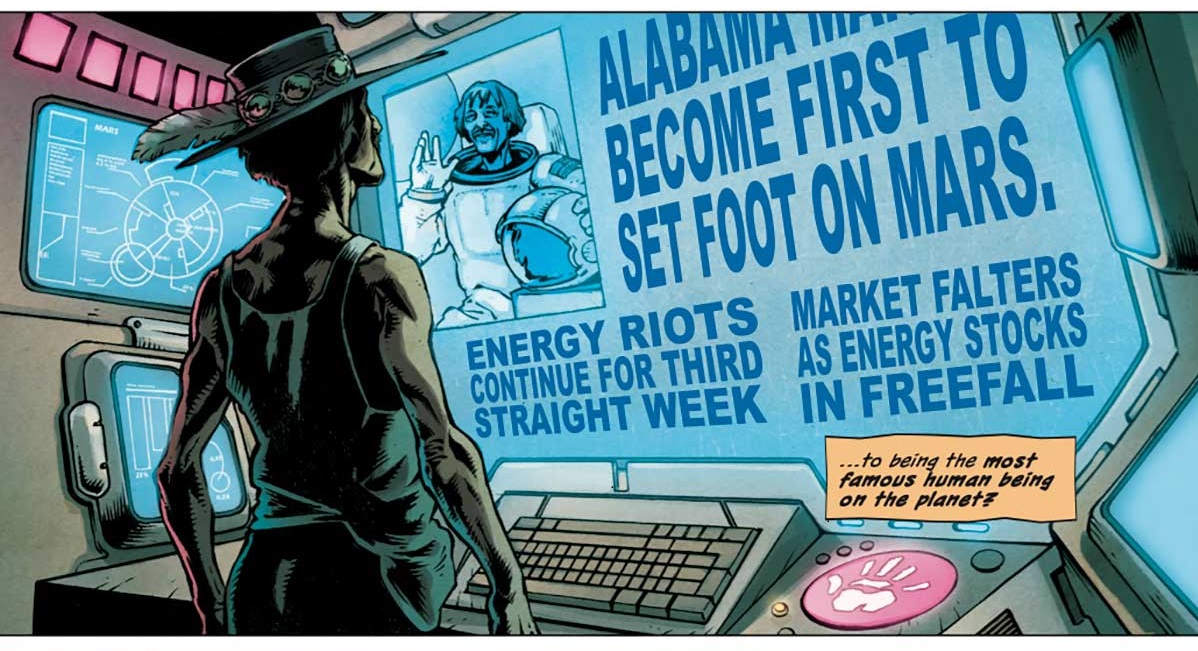 ALABAMA
BECOME FIRST TO
SET FOOT ON MARS.
ENERGY RIOTS
CONTINUE FOR THIRD
STRAIGHT WEEK
MARKET FALTERS
AS ENERGY STOCKS
IN FREEFALL
MARS
...to being the most
famous human being
on the planet?